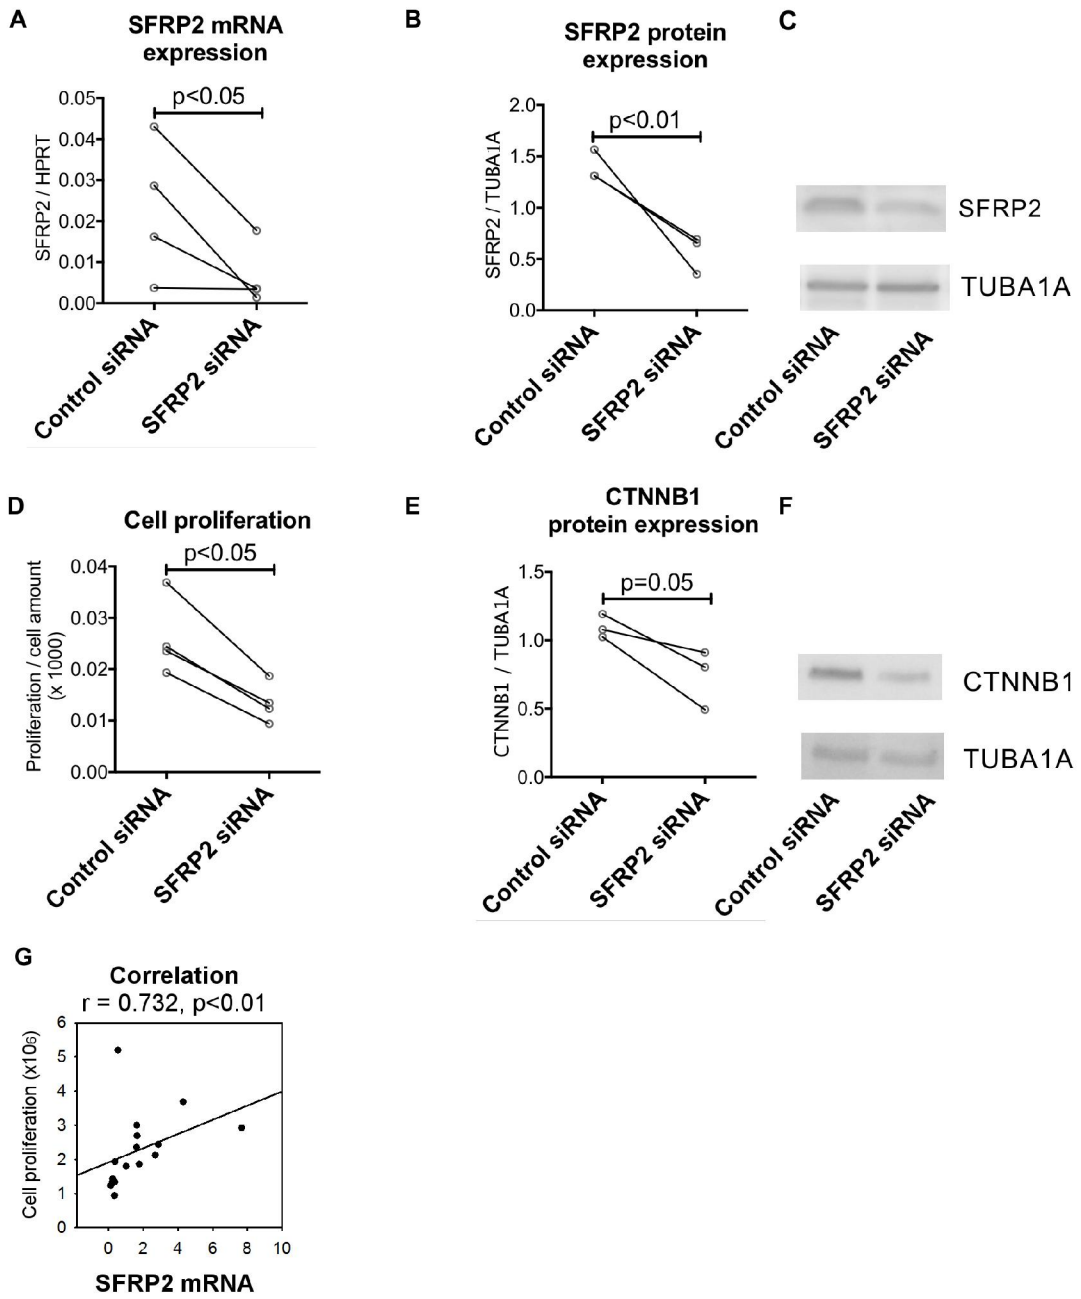 A
SFRP2 mRNA
expression
p<0.05
0.05
0.04
0.03
0.02
0.01
0.00
SFRP2 / HPRT
Control siRNA
SFRP2 siRNA
B
SFRP2 protein
expression
p<0.01
2.0
1.5
1.0
0.5
0.0
SFRP2 / TUBA1A
Control siRNA
SFRP2 siRNA
C
SFRP2
TUBA1A
Control siRNA
SFRP2 siRNA
D
Cell proliferation
p<0.05
0.04
0.03
0.02
0.01
0.00
Proliferation / cell amount
(x 1000)
Control siRNA
SFRP2 siRNA
E
CTNNB1
protein expression
p=0.05
1.5
1.0
0.5
0.0
CTNNB1 / TUBA1A
Control siRNA
SFRP2 siRNA
F
CTNNB1
TUBA1A
Control siRNA
SFRP2 siRNA
G
Correlation
r = 0.732, p<0.01
6
5
4
3
2
1
0
Cell proliferation (x106)
0 2 4 6 8 10
SFRP2 mRNA